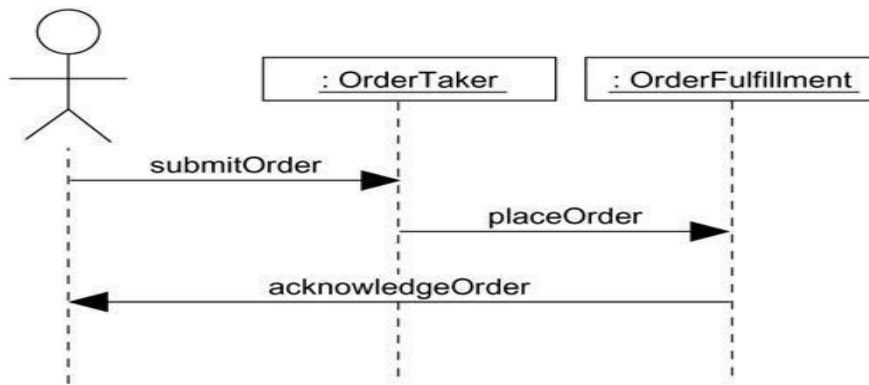 : OrderTaker
: OrderFulfillment
submitOrder
placeOrder
acknowledgeOrder